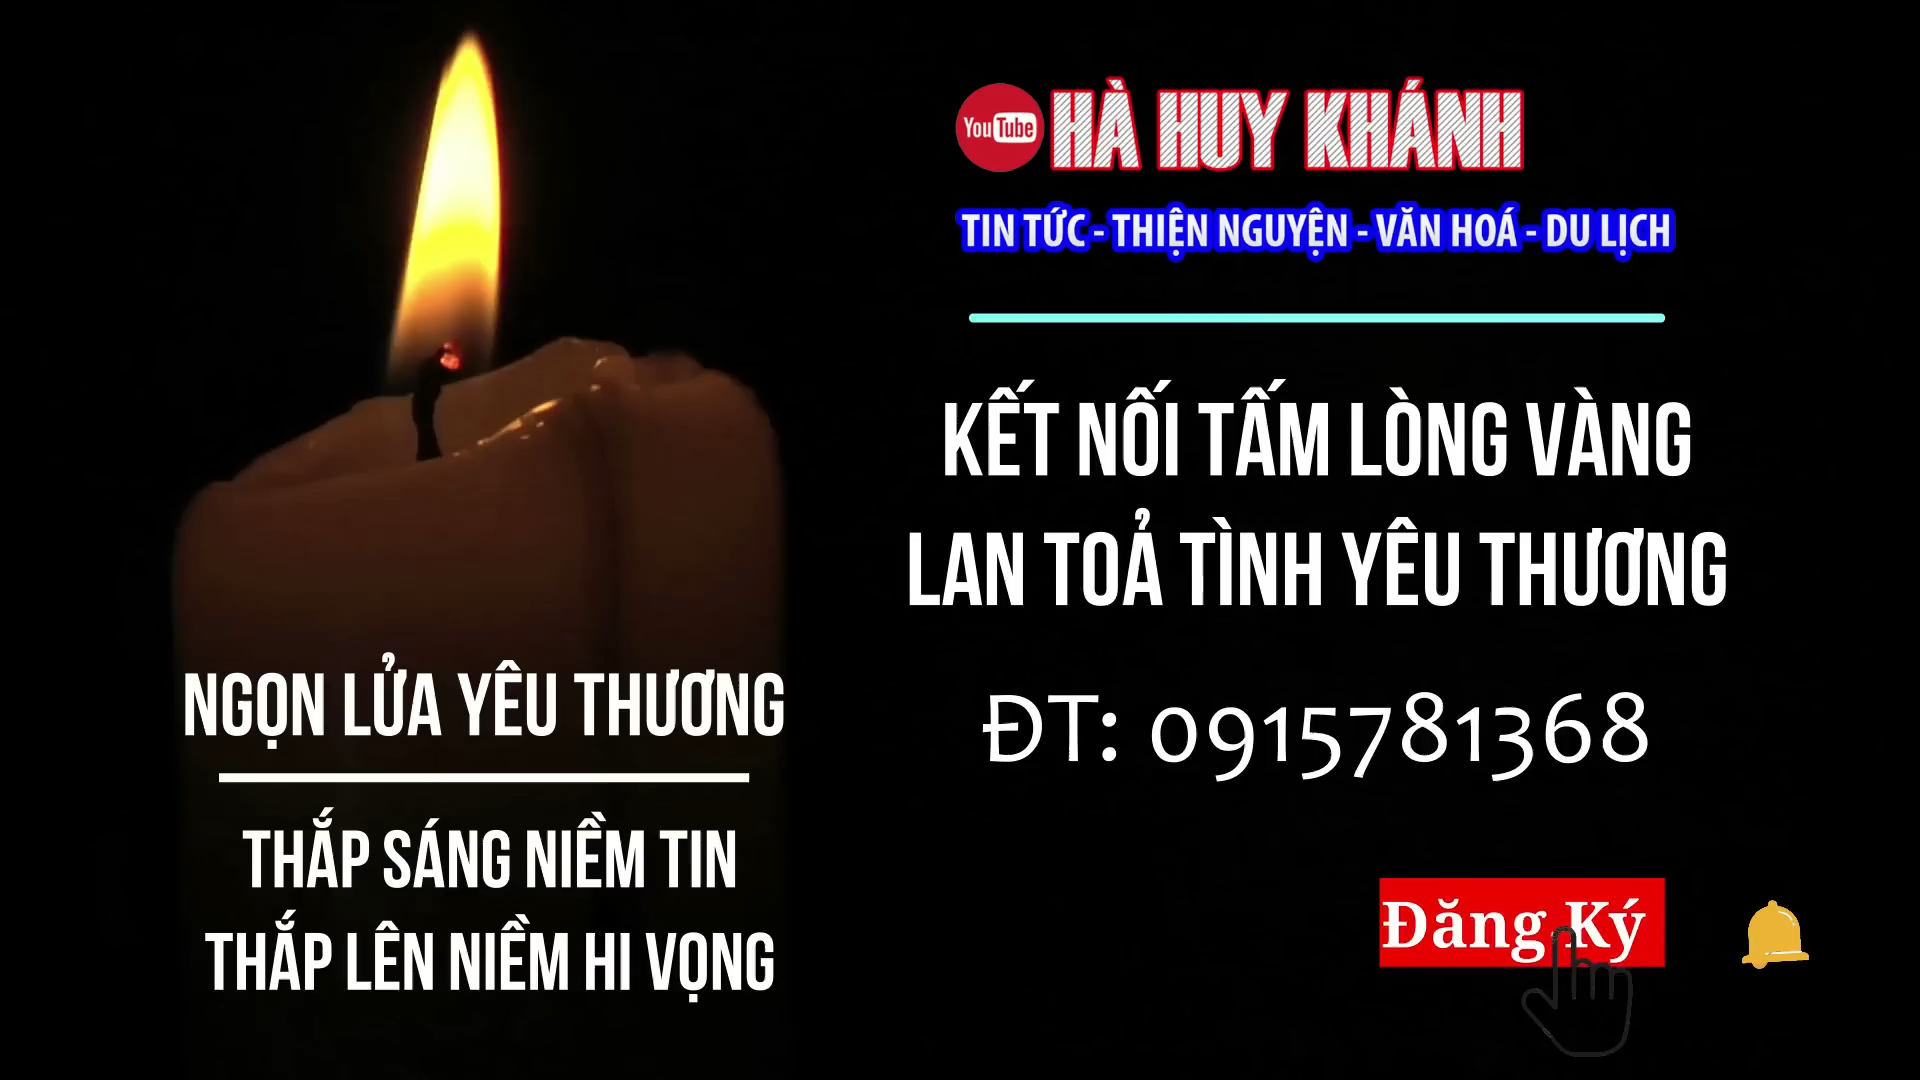 YouTube HÀ HUY KHÁNH
TIN TỨC - THIỆN NGUYỆN - VĂN HOÁ - DU LỊCH
KẾT NỐI TẤM LÒNG VÀNG
LAN TOẢ TÌNH YÊU THƯƠNG
ĐT: 0915781368
Đăng Ký
NGỌN LỬA YÊU THƯƠNG
THẮP SÁNG NIỀM TIN
THẮP LÊN NIỀM HI VỌNG